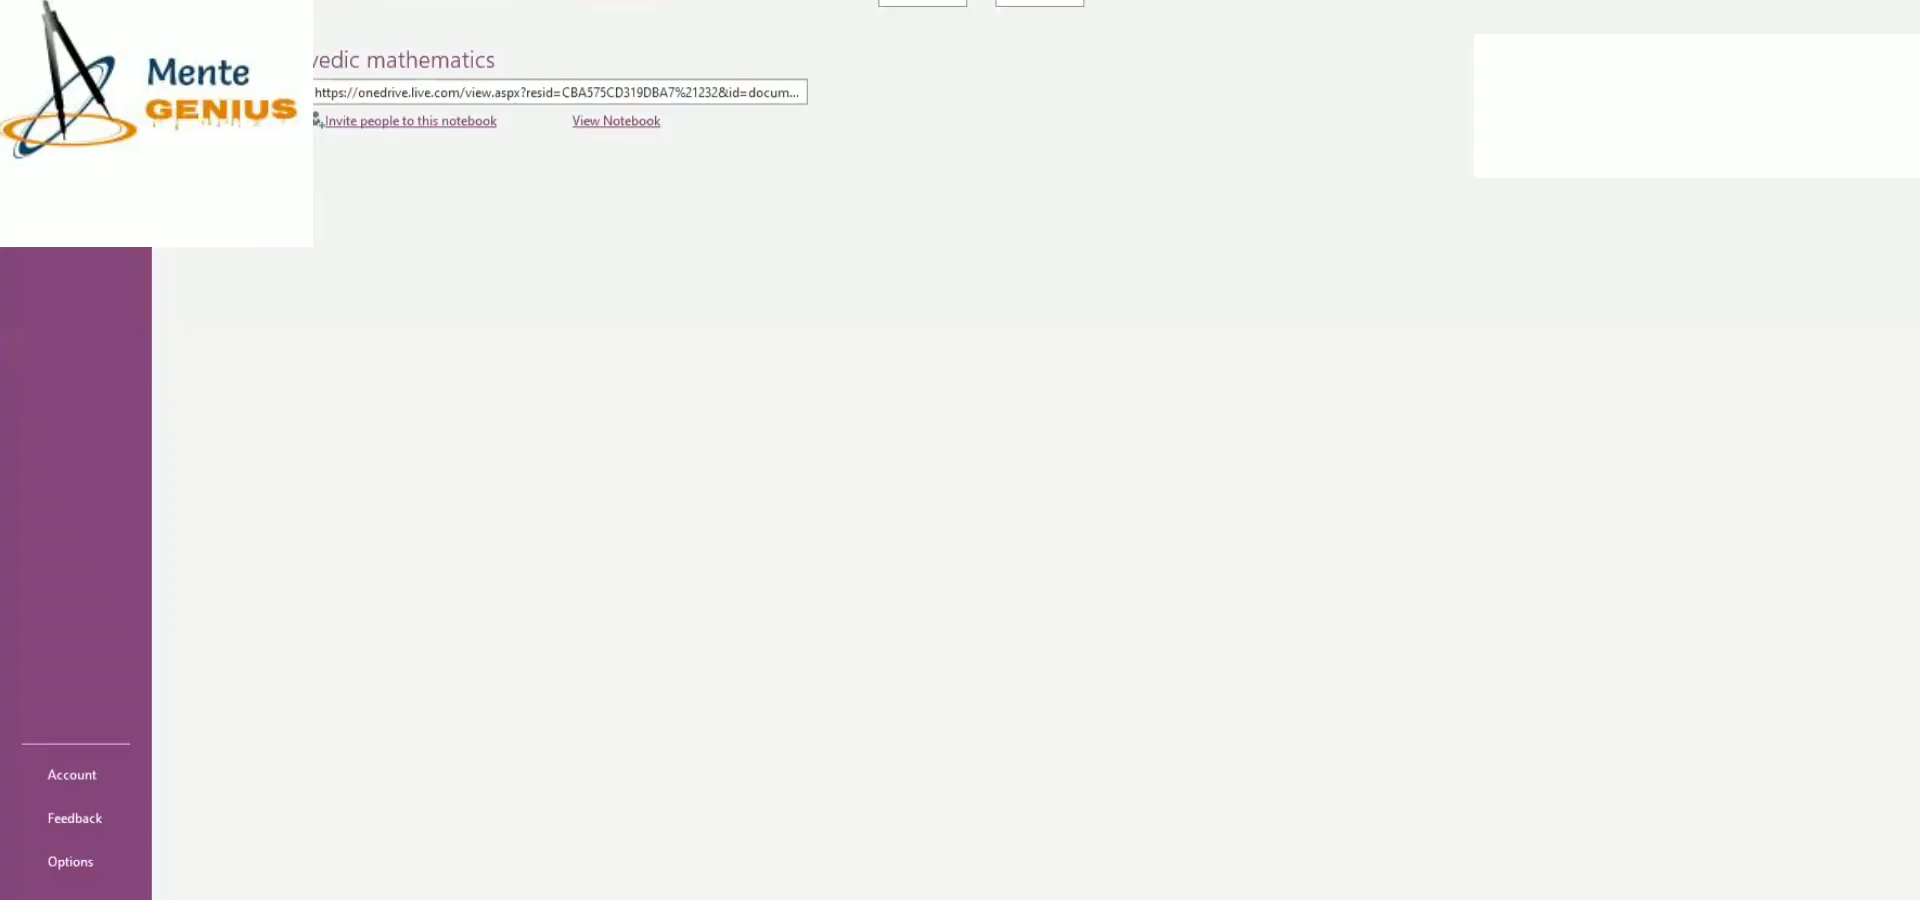 Mente
GENIUS
vedic mathematics
https://onedrive.live.com/view.aspx?resid=CBA575CD319DBA7%21232&id=docum...
Invite people to this notebook
View Notebook
Account
Feedback
Options